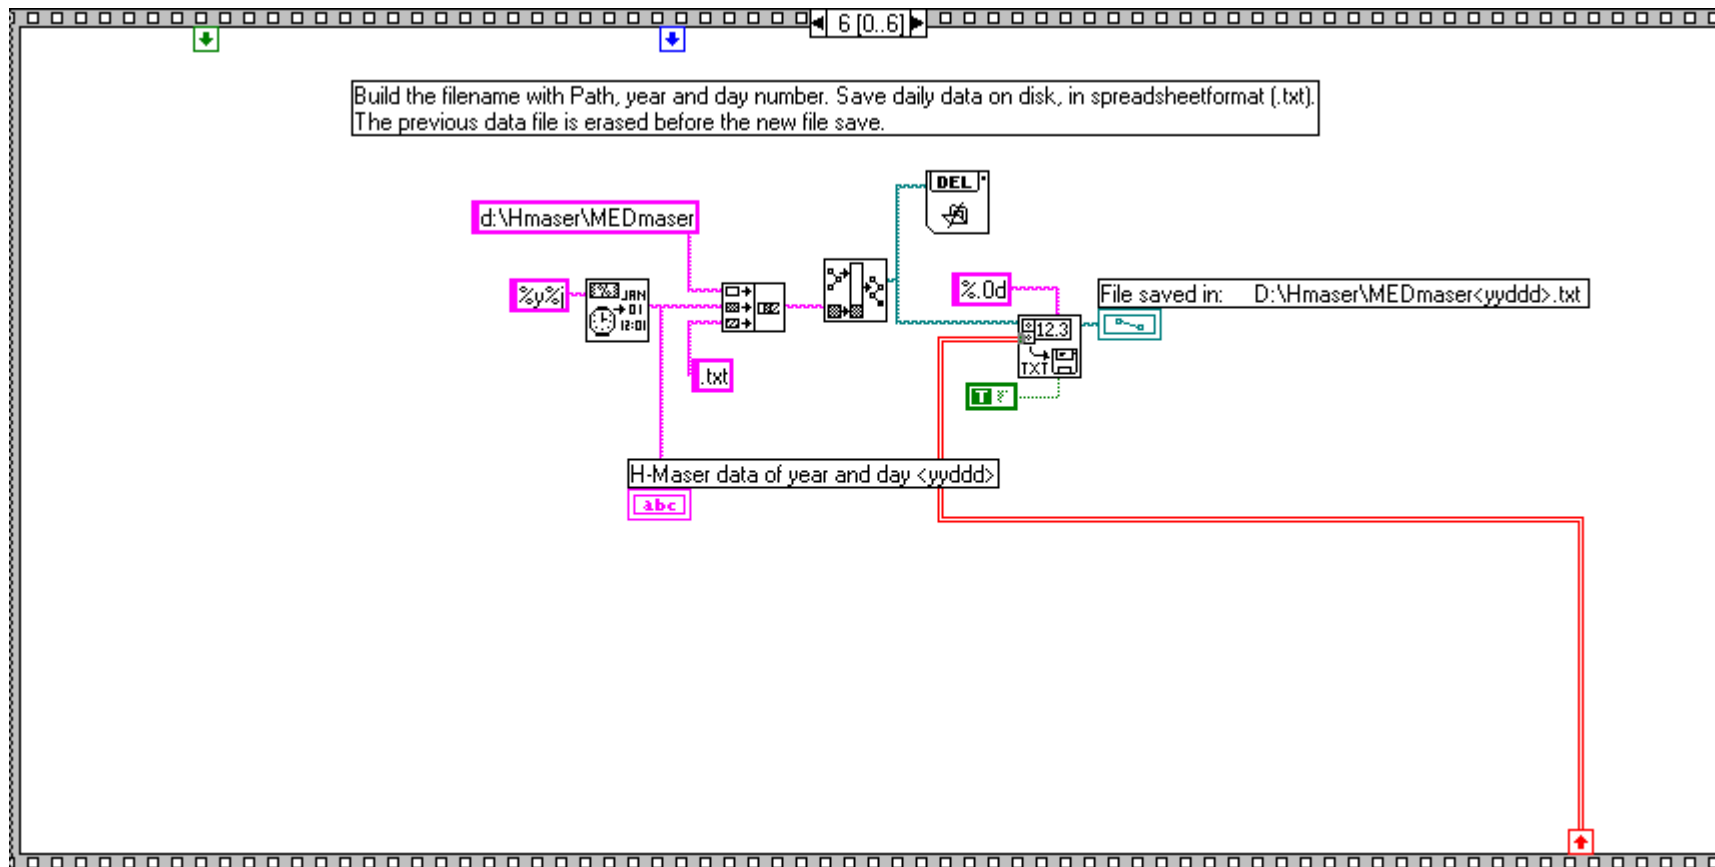 6 [0..6]
Build the filename with Path, year and day number. Save daily data on disk, in spreadsheetformat (.txt).
The previous data file is erased before the new file save.
DEL
d:\Hmaser\MEDmaser
%y%j
JAN
01
12:01
%.0d
File saved in: D:\Hmaser\MEDmaser<yyddd>.txt
12.3
TXT
.txt
T
H-Maser data of year and day <yyddd>
abc